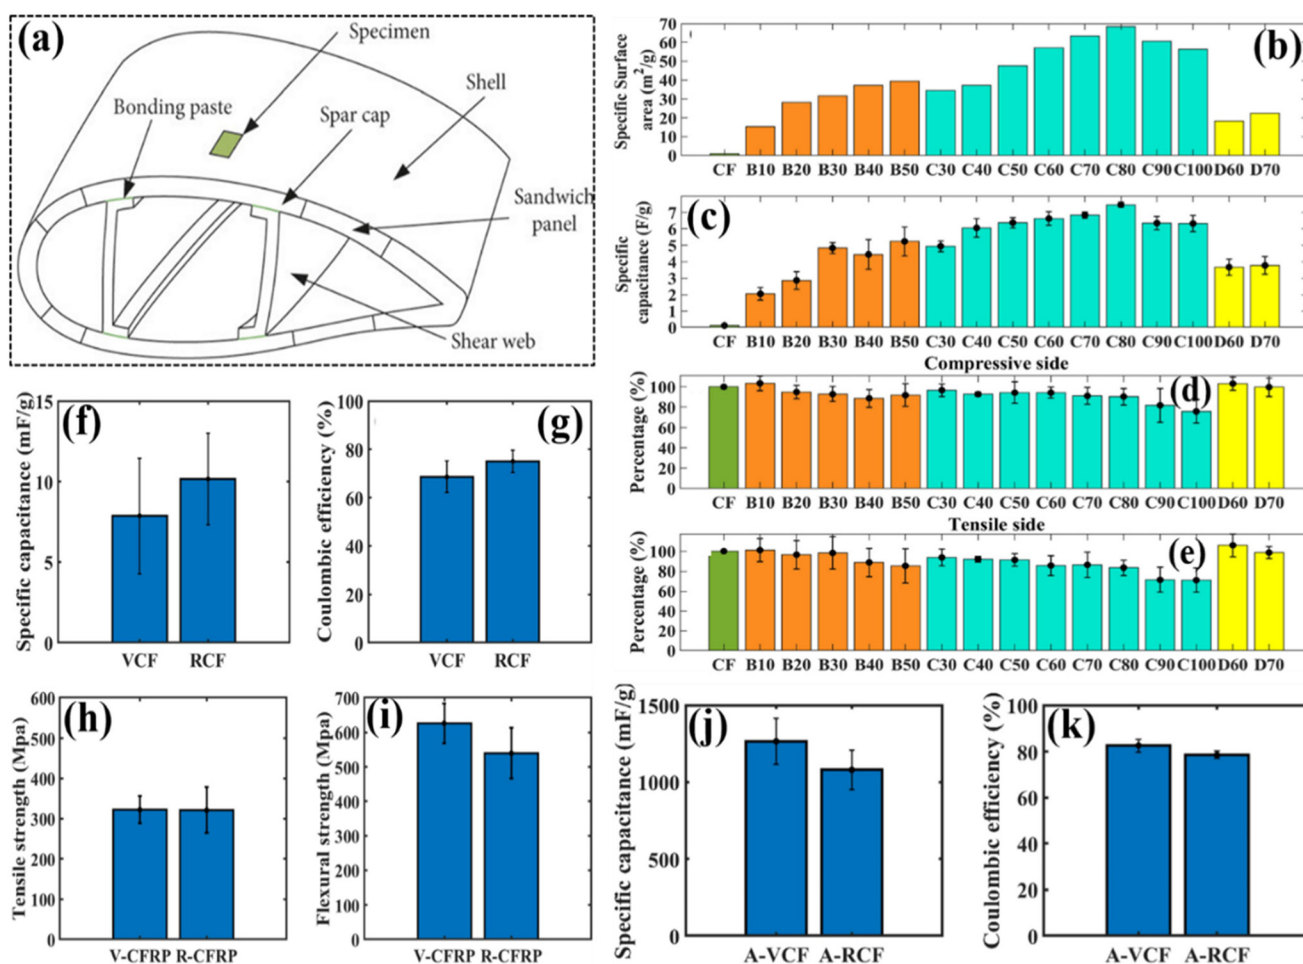 (a)
Specimen
Bonding paste
Shell
Spar cap
Sandwich
panel
Shear web
(b)
Specific Surface
area (m²/g)
70
60
50
40
30
20
10
0
CF B10 B20 B30 B40 B50 C30 C40 C50 C60 C70 C80 C90 C100 D60 D70
(c)
Specific
capacitance (F/g)
7
6
5
4
3
2
1
0
CF B10 B20 B30 B40 B50 C30 C40 C50 C60 C70 C80 C90 C100 D60 D70
Compressive side
(d)
Percentage (%)
100
80
60
40
20
0
CF B10 B20 B30 B40 B50 C30 C40 C50 C60 C70 C80 C90 C100 D60 D70
Tensile side
(e)
Percentage (%)
100
80
60
40
20
0
CF B10 B20 B30 B40 B50 C30 C40 C50 C60 C70 C80 C90 C100 D60 D70
(f)
Specific capacitance (mF/g)
15
10
5
0
VCF RCF
(g)
Coulombic efficiency (%)
100
80
60
40
20
0
VCF RCF
(h)
Tensile strength (Mpa)
600
500
400
300
200
100
0
V-CFRP R-CFRP
(i)
Flexural strength (Mpa)
700
600
500
400
300
200
100
0
V-CFRP R-CFRP
(j)
Specific capacitance (mF/g)
1500
1000
500
0
A-VCF A-RCF
(k)
Coulombic efficiency (%)
100
80
60
40
20
0
A-VCF A-RCF